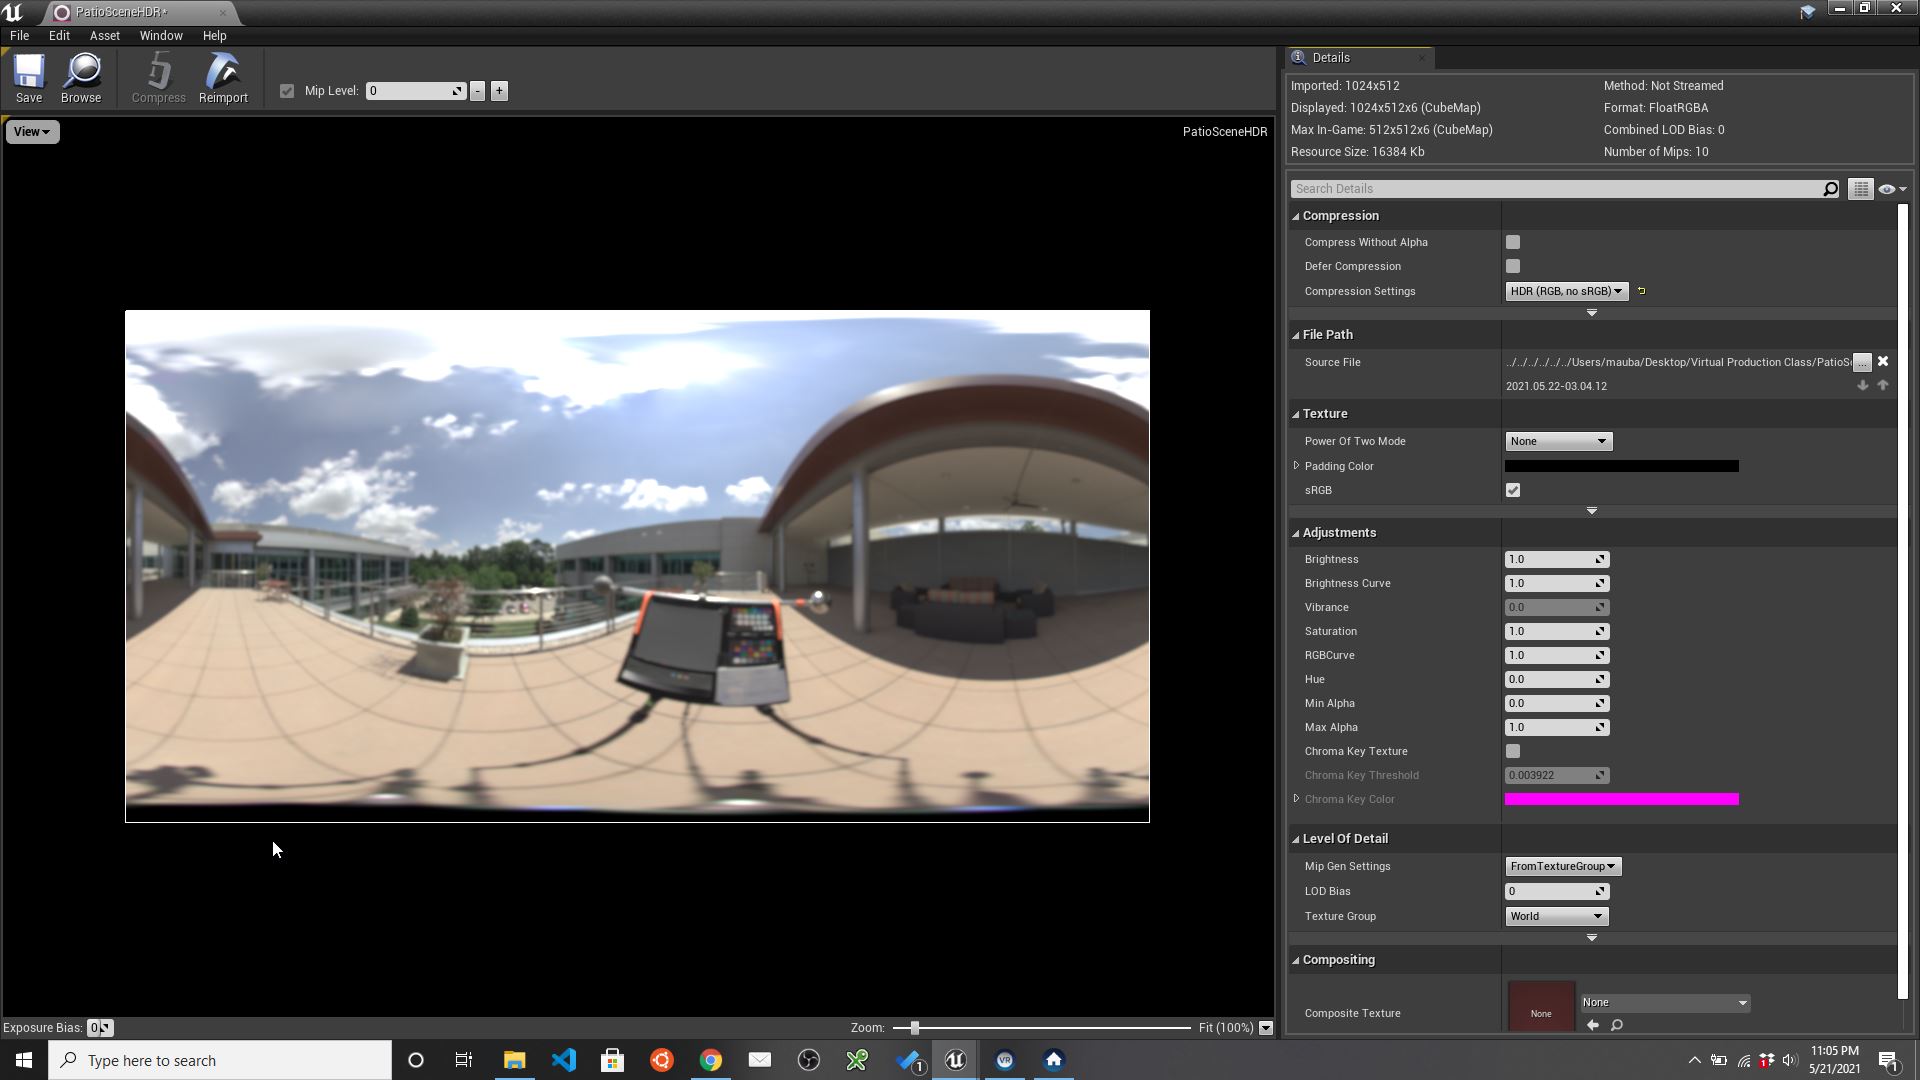 PatioSceneHDR*
File Edit Asset Window Help
Save Browse Compress Reimport Mip Level: 0 - +
View PatioSceneHDR
Exposure Bias: 0 Zoom: Fit (100%)
Details
Imported: 1024x512 Method: Not Streamed
Displayed: 1024x512x6 (CubeMap) Format: FloatRGBA
Max In-Game: 512x512x6 (CubeMap) Combined LOD Bias: 0
Resource Size: 16384 Kb Number of Mips: 10
Search Details
Compression
Compress Without Alpha
Defer Compression
Compression Settings HDR (RGB, no sRGB)
File Path
Source File ../../../../../../Users/mauba/Desktop/Virtual Production Class/PatioSc ...
2021.05.22-03.04.12
Texture
Power Of Two Mode None
Padding Color
sRGB
Adjustments
Brightness 1.0
Brightness Curve 1.0
Vibrance 0.0
Saturation 1.0
RGBCurve 1.0
Hue 0.0
Min Alpha 0.0
Max Alpha 1.0
Chroma Key Texture
Chroma Key Threshold 0.003922
Chroma Key Color
Level Of Detail
Mip Gen Settings FromTextureGroup
LOD Bias 0
Texture Group World
Compositing
Composite Texture None None
Type here to search VR 1 11:05 PM
5/21/2021 1